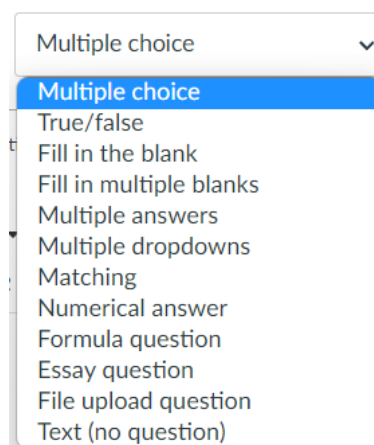 Multiple choice
Multiple choice
True/false
Fill in the blank
Fill in multiple blanks
Multiple answers
Multiple dropdowns
Matching
Numerical answer
Formula question
Essay question
File upload question
Text (no question)